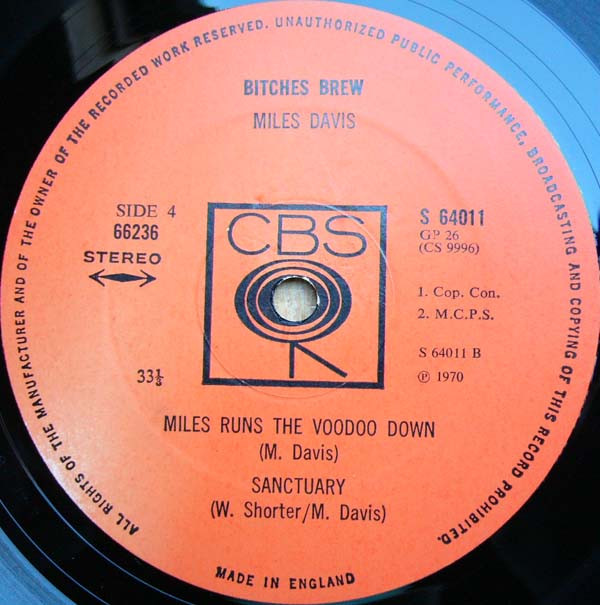 ALL RIGHTS OF THE MANUFACTURER AND OF THE OWNER OF THE RECORDED WORK RESERVED. UNAUTHORIZED PUBLIC PERFORMANCE, BROADCASTING AND COPYING OF THIS RECORD PROHIBITED.
BITCHES BREW
MILES DAVIS
SIDE 4
66236
STEREO
33⅓
CBS
S 64011
GP 26
(CS 9996)
1. Cop. Con.
2. M.C.P.S.
S 64011 B
℗ 1970
MILES RUNS THE VOODOO DOWN
(M. Davis)
SANCTUARY
(W. Shorter/M. Davis)
MADE IN ENGLAND